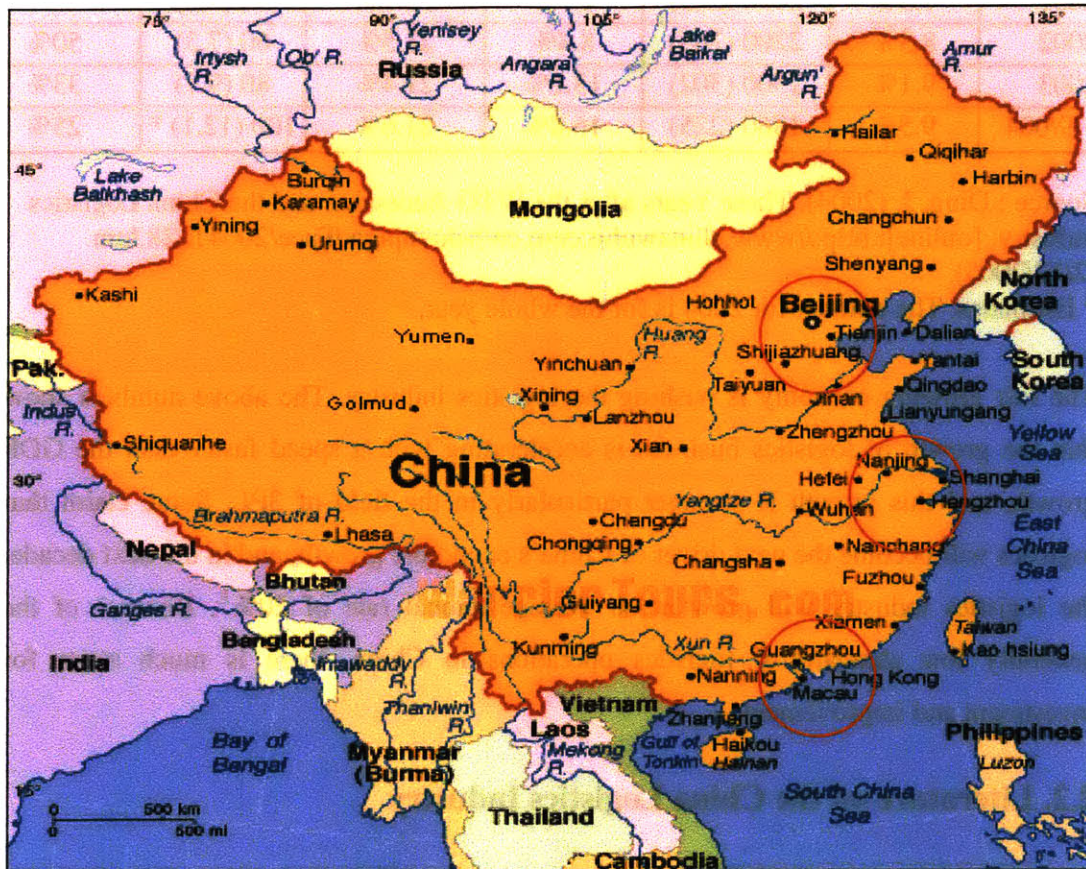 75°
90°
105°
120°
135°
Irtysh
R.
Ob' R.
Yenisey
R.
Russia
Angara
R.
Lake
Baikal
Argun'
R.
Amur
R.
50%
33%
25%
45°
Lake
Balkhash
Burqin
Karamay
Yining
Urumqi
Kashi
Mongolia
Hailar
Qiqihar
Harbin
Changchun
Shenyang
North
Korea
Hohhot
Beijing
Tianjin
Dalian
South
Korea
Yumen
Huang
R.
Yinchuan
Shijiazhuang
Yantai
Pak.
Xining
Taiyuan
Jinan
Qingdao
Indus
R.
Golmud
Lanzhou
Lianyungang
Shiquanhe
Xian
Zhengzhou
Yellow
Sea
China
Hefei
Nanjing
Shanghai
30°
Brahmaputra R.
Lhasa
Chengdu
Yangtze R.
Wuhan
Hangzhou
East
China
Sea
Nepal
Chongqing
Nanchang
Bhutan
Changsha
Fuzhou
Ganges R.
Guiyang
Tours.com
Xiamen
Taiwan
Bangladesh
Kunming
Xun R.
Guangzhou
Kao hsiung
India
Irrawaddy
R.
Nanning
Hong Kong
Macau
Thanlwin
R.
Vietnam
Zhanjiang
Laos
Mekong
R.
Gulf of
Tonkin
Haikou
Hainan
Philippines
Bay of
Bengal
Myanmar
(Burma)
Luzon
15°
0 500 km
0 500 mi
Thailand
South China
Sea
Cambodia